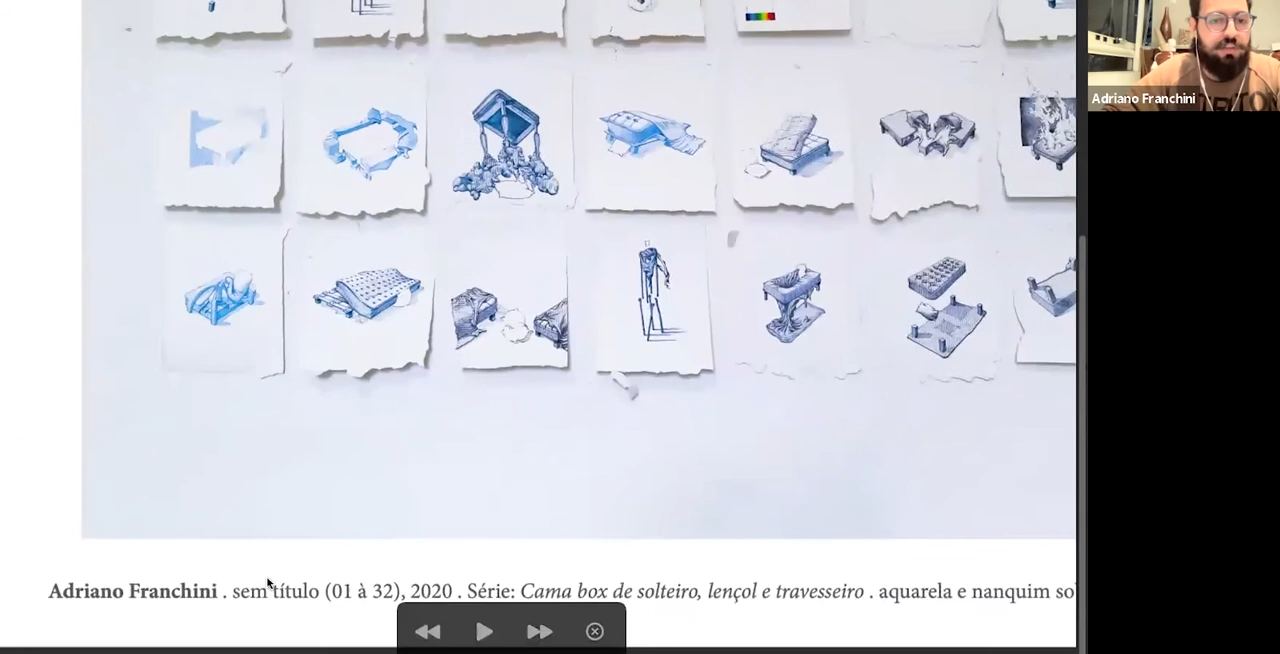 Adriano Franchini
Adriano Franchini . sem título (01 à 32), 2020 . Série: Cama box de solteiro, lençol e travesseiro . aquarela e nanquim so